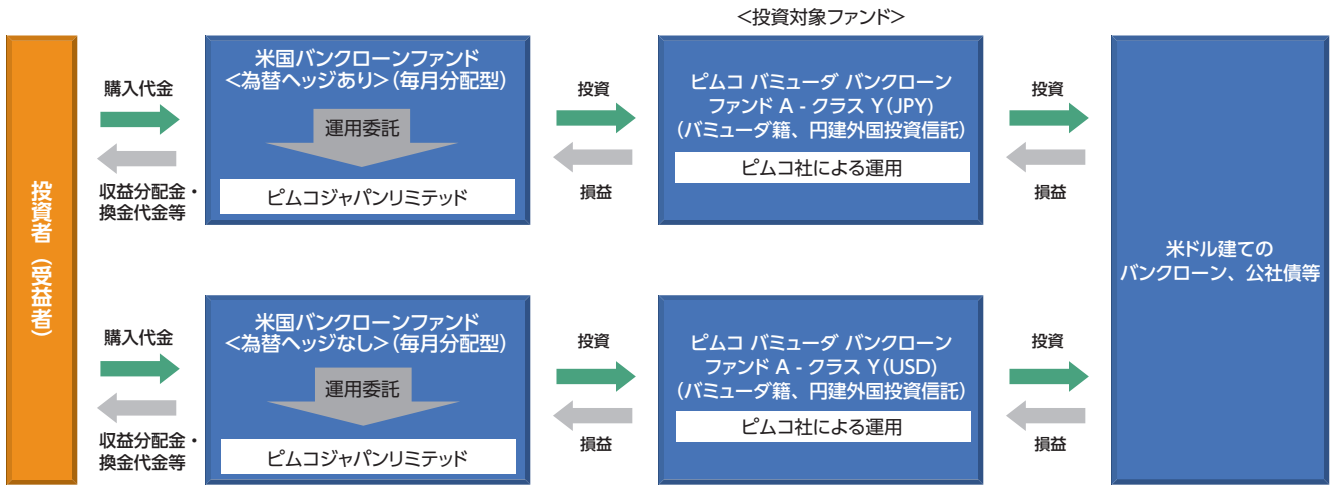 <投資対象ファンド>
投資者（受益者）
購入代金
収益分配金・
換金代金等
米国バンクローンファンド
<為替ヘッジあり>(毎月分配型)
運用委託
ピムコジャパンリミテッド
投資
損益
ピムコ バミューダ バンクローン
ファンド A - クラス Y(JPY)
(バミューダ籍、円建外国投資信託)
ピムコ社による運用
投資
損益
米ドル建ての
バンクローン、公社債等
購入代金
収益分配金・
換金代金等
米国バンクローンファンド
<為替ヘッジなし>(毎月分配型)
運用委託
ピムコジャパンリミテッド
投資
損益
ピムコ バミューダ バンクローン
ファンド A - クラス Y(USD)
(バミューダ籍、円建外国投資信託)
ピムコ社による運用
投資
損益